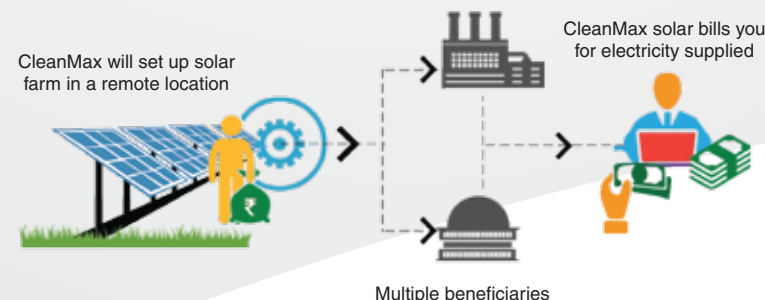 CleanMax will set up solar
farm in a remote location
CleanMax solar bills you
for electricity supplied
₹
Multiple beneficiaries